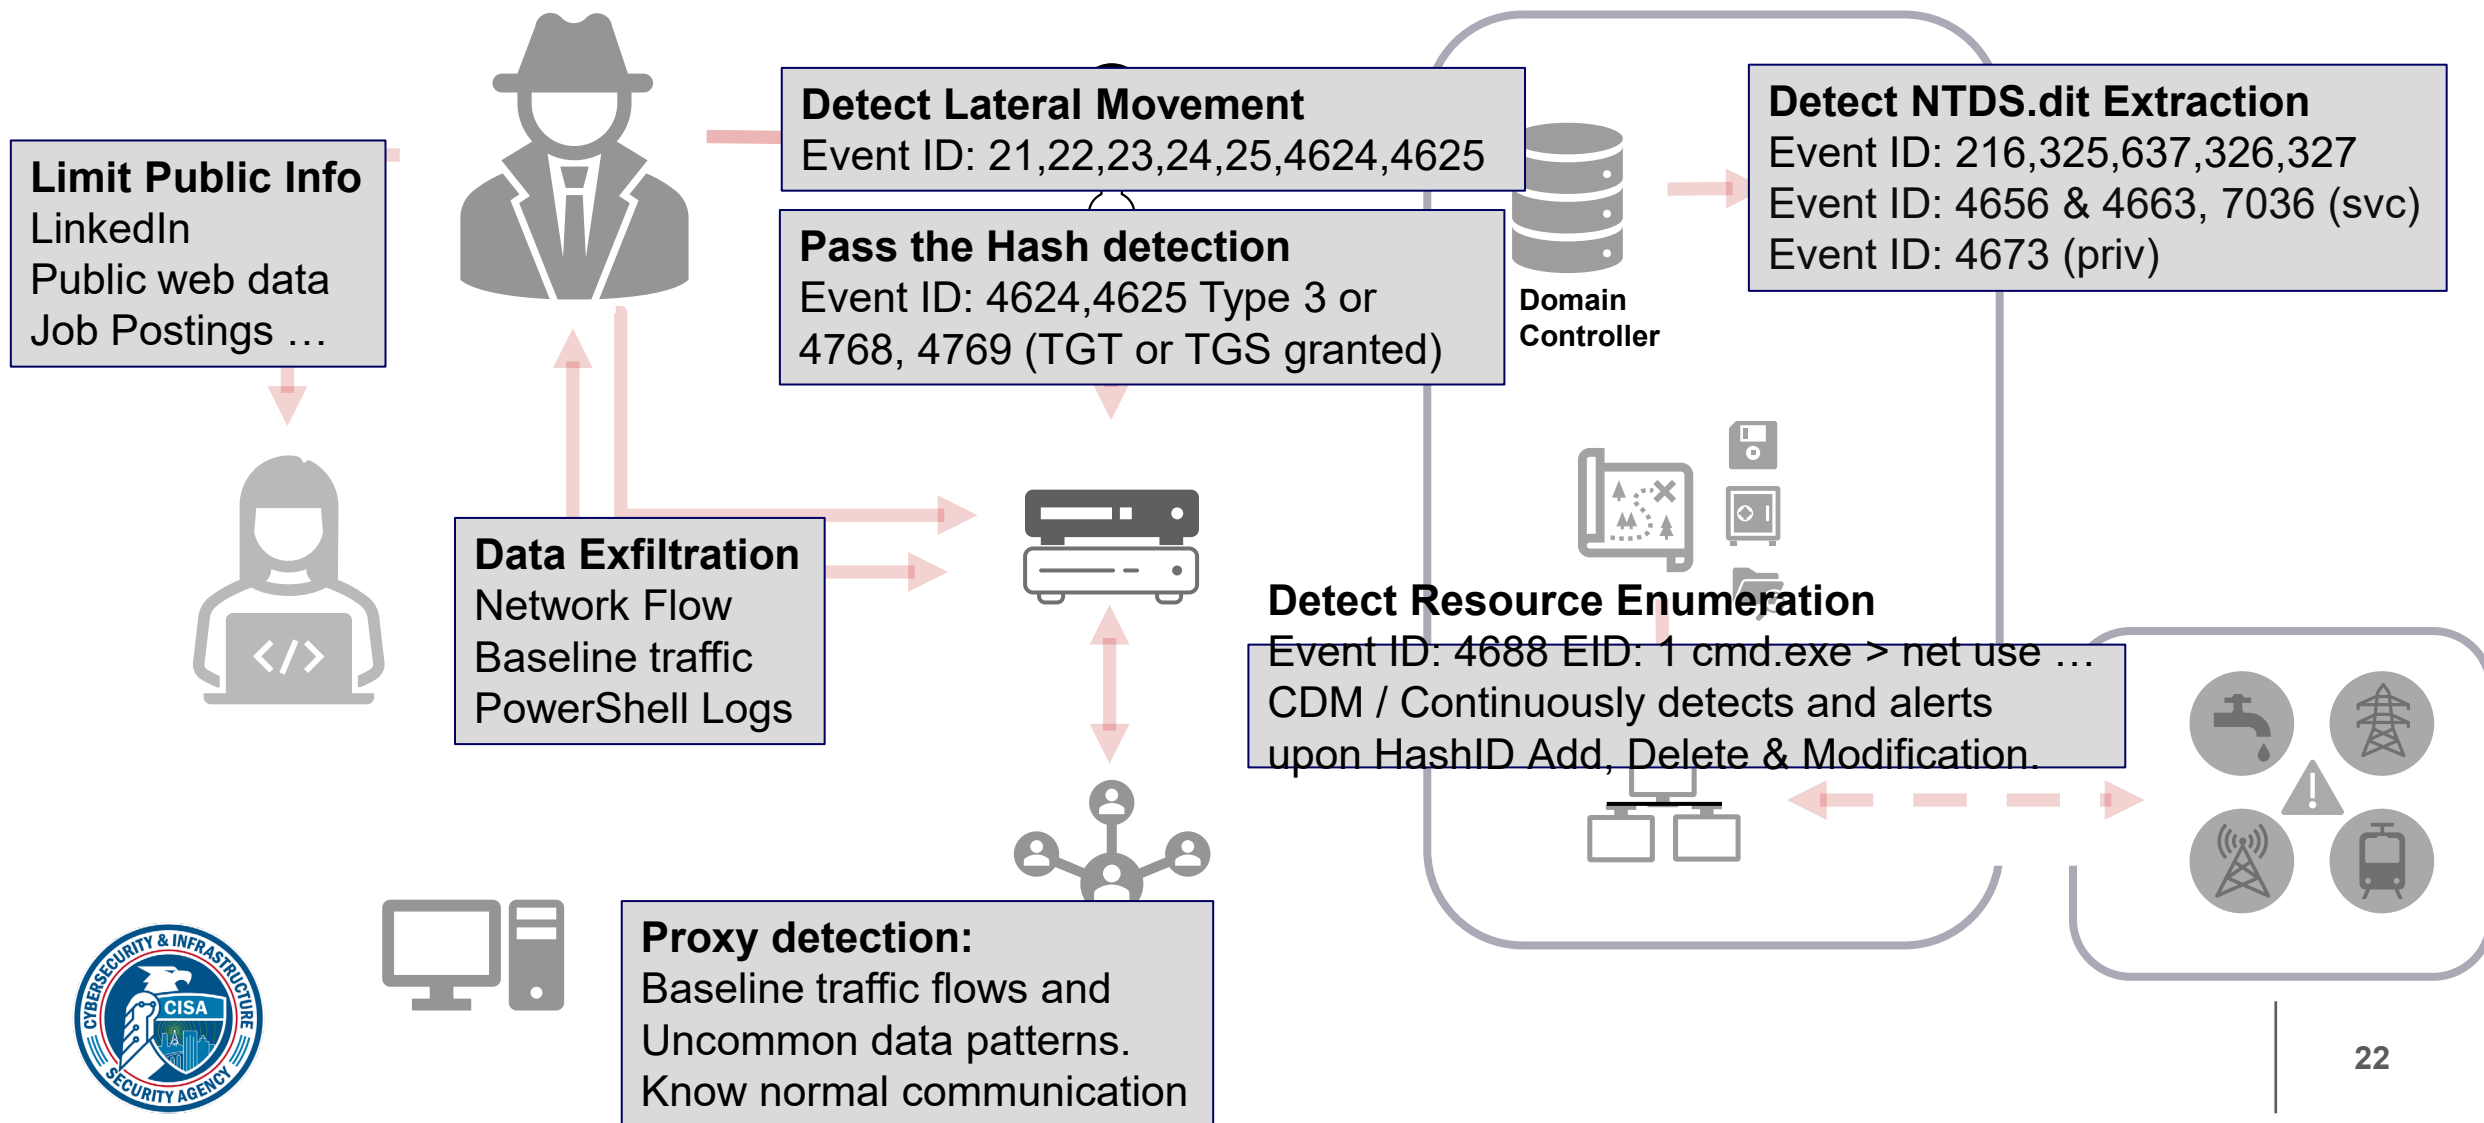 Detect Lateral Movement
Event ID: 21,22,23,24,25,4624,4625
Detect NTDS.dit Extraction
Event ID: 216,325,637,326,327
Event ID: 4656 & 4663, 7036 (svc)
Event ID: 4673 (priv)
Limit Public Info
LinkedIn
Public web data
Job Postings …
Pass the Hash detection
Event ID: 4624,4625 Type 3 or
4768, 4769 (TGT or TGS granted)
Domain
Controller
Data Exfiltration
Network Flow
Baseline traffic
PowerShell Logs
Detect Resource Enumeration
Event ID: 4688 EID: 1 cmd.exe > net use …
CDM / Continuously detects and alerts
upon HashID Add, Delete & Modification.
Proxy detection:
Baseline traffic flows and
Uncommon data patterns.
Know normal communication
CYBERSECURITY & INFRASTRUCTURE
SECURITY AGENCY
CISA
22